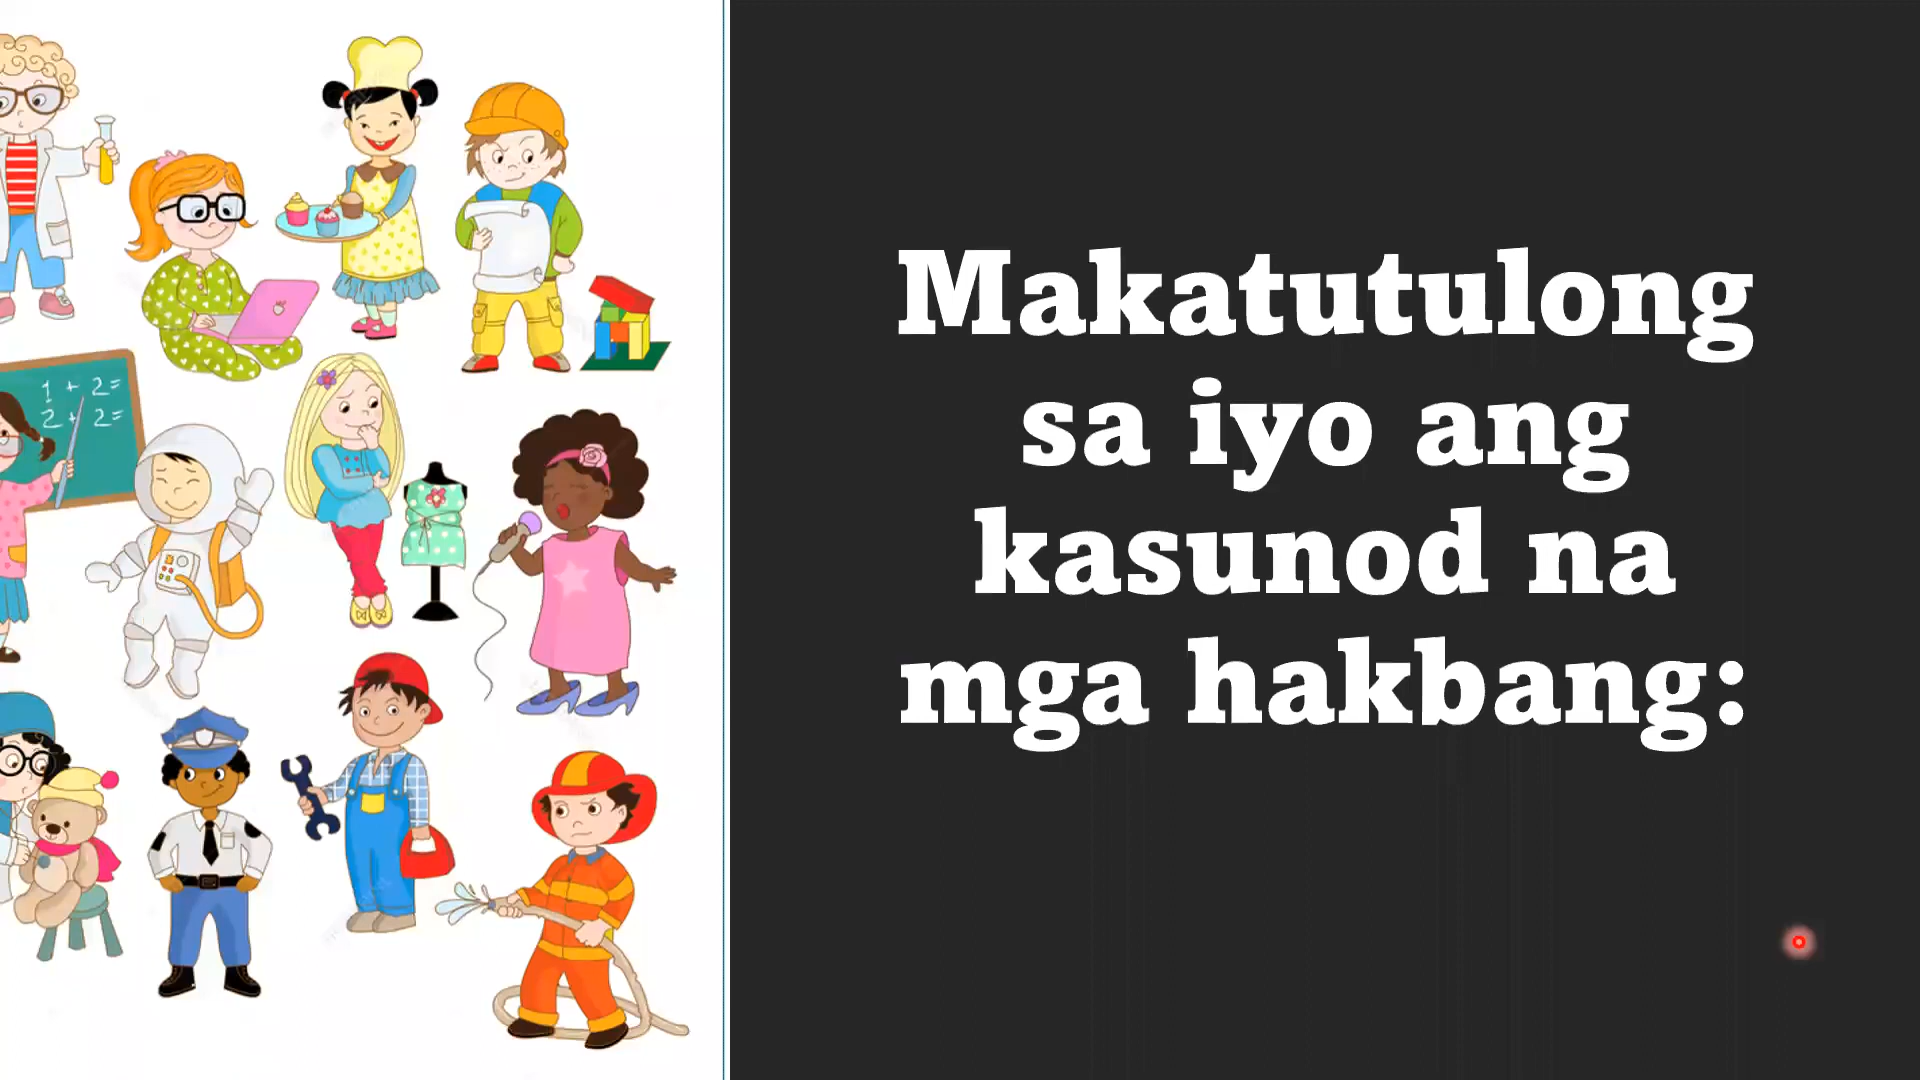 Makatutulong
sa iyo ang
kasunod na
mga hakbang:
1 + 2=
2 + 2=